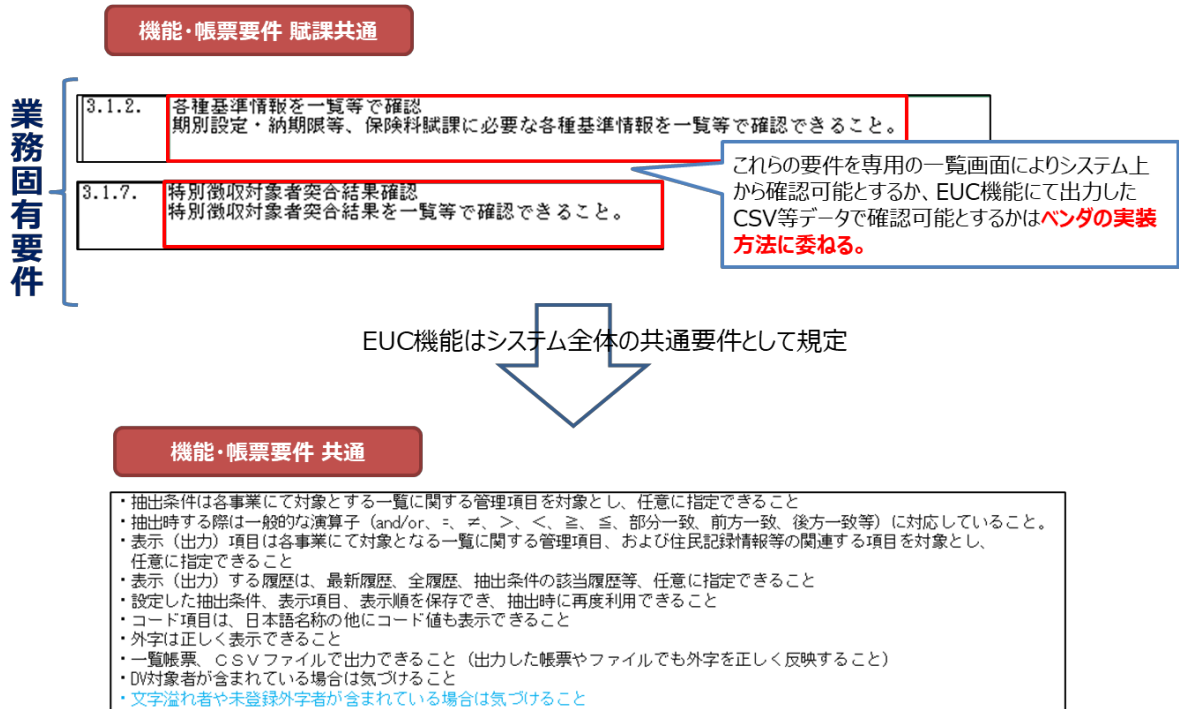 機能・帳票要件 賦課共通
業務固有要件
3.1.2.
各種基準情報を一覧等で確認
期別設定・納期限等、保険料賦課に必要な各種基準情報を一覧等で確認できること。
3.1.7.
特別徴収対象者突合結果確認
特別徴収対象者突合結果を一覧等で確認できること。
これらの要件を専用の一覧画面によりシステム上
から確認可能とするか、EUC機能にて出力した
CSV等データで確認可能とするかはベンダの実装
方法に委ねる。
EUC機能はシステム全体の共通要件として規定
機能・帳票要件 共通
・抽出条件は各事業にて対象とする一覧に関する管理項目を対象とし、任意に指定できること
・抽出時する際は一般的な演算子（and/or、=、≠、＞、＜、≧、≦、部分一致、前方一致、後方一致等）に対応していること。
・表示（出力）項目は各事業にて対象となる一覧に関する管理項目、および住民記録情報等の関連する項目を対象とし、
任意に指定できること
・表示（出力）する履歴は、最新履歴、全履歴、抽出条件の該当履歴等、任意に指定できること
・設定した抽出条件、表示項目、表示順を保存でき、抽出時に再度利用できること
・コード項目は、日本語名称の他にコード値も表示できること
・外字は正しく表示できること
・一覧帳票、ＣＳＶファイルで出力できること（出力した帳票やファイルでも外字を正しく反映すること）
・DV対象者が含まれている場合は気づけること
・文字溢れ者や未登録外字者が含まれている場合は気づけること